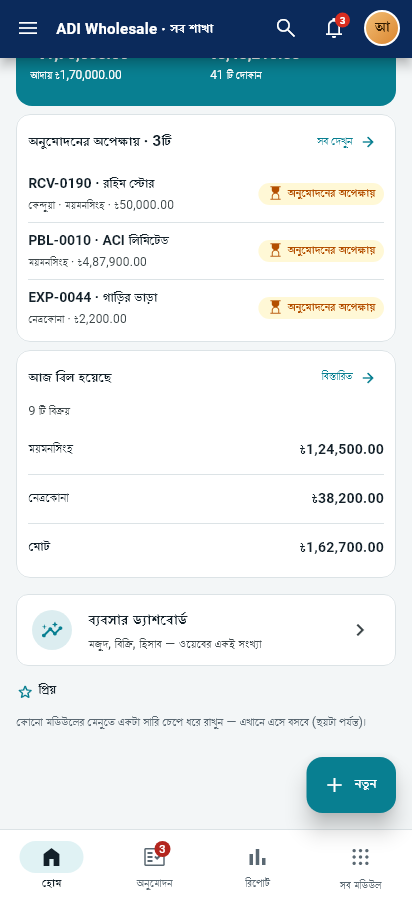 ADI Wholesale · সব শাখা
3
আ
আদায় ৳1,70,000.00
41 টি দোকান
অনুমোদনের অপেক্ষায় · 3টি
সব দেখুন
RCV-0190 · রহিম স্টোর
কেন্দুয়া · ময়মনসিংহ · ৳50,000.00
অনুমোদনের অপেক্ষায়
PBL-0010 · ACI লিমিটেড
ময়মনসিংহ · ৳4,87,900.00
অনুমোদনের অপেক্ষায়
EXP-0044 · গাড়ির ভাড়া
নেত্রকোনা · ৳2,200.00
অনুমোদনের অপেক্ষায়
আজ বিল হয়েছে
বিস্তারিত
9 টি বিক্রয়
ময়মনসিংহ
৳1,24,500.00
নেত্রকোনা
৳38,200.00
মোট
৳1,62,700.00
ব্যবসার ড্যাশবোর্ড
মজুদ, বিক্রি, হিসাব — ওয়েবের একই সংখ্যা
প্রিয়
কোনো মডিউলের মেনুতে একটা সারি চেপে ধরে রাখুন — এখানে এসে বসবে (ছয়টা পর্যন্ত)।
নতুন
3
হোম
অনুমোদন
রিপোর্ট
সব মডিউল